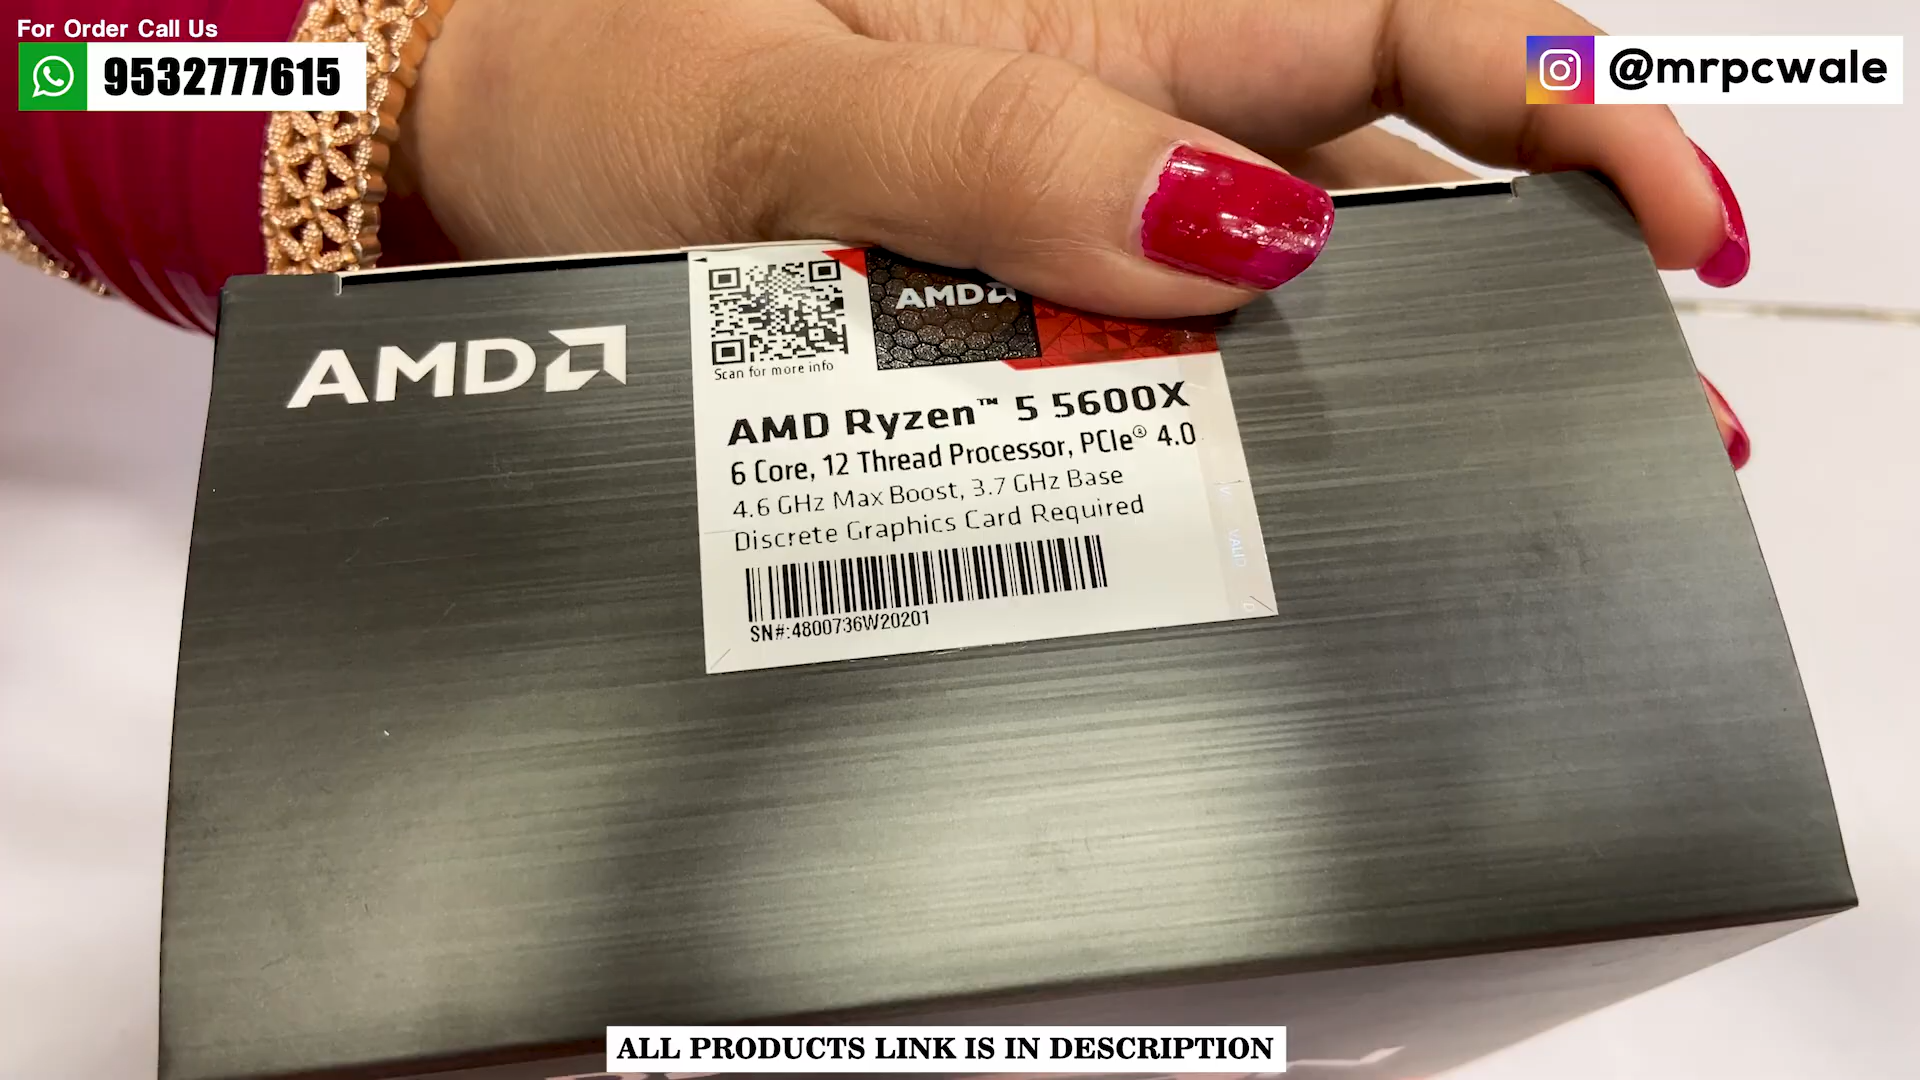 For Order Call Us
9532777615
@mrpcwale
AMD
Scan for more info
AMD
AMD Ryzen™ 5 5600X
6 Core, 12 Thread Processor, PCIe® 4.0
4.6 GHz Max Boost, 3.7 GHz Base
Discrete Graphics Card Required
VALID
SN#:4800736W20201
ALL PRODUCTS LINK IS IN DESCRIPTION